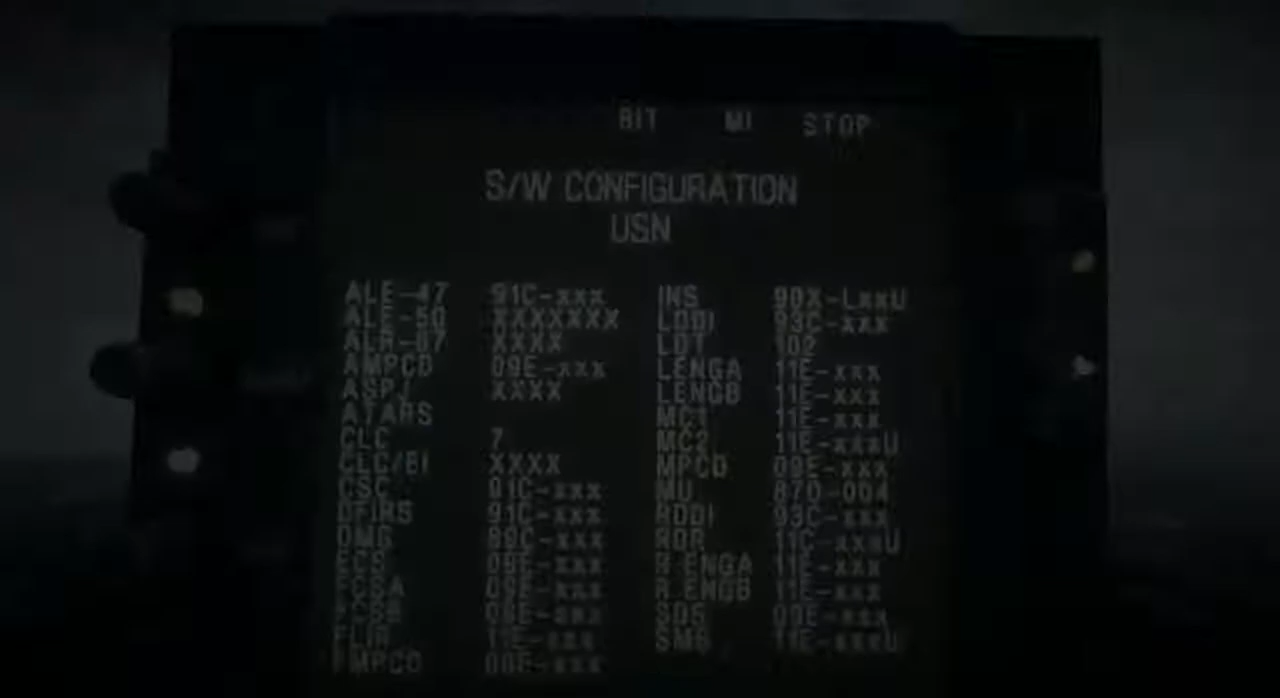 BIT MI STOP
S/W CONFIGURATION
USN
ALE-47 91C-xxx INS 90X-LxxU
ALE-50 XXXXXXX LDDI 93C-xxx
ALR-67 XXXX LDT 102
AMPCD 09E-xxx LENGA 11E-xxx
ASPJ XXXX LENGB 11E-xxx
ATARS MC1 11E-xxx
CLC 7 MC2 11E-xxxU
CLC/BI XXXX MPCD 09E-xxx
CSC 91C-xxx MU 870-004
DFIRS 91C-xxx RDDI 93C-xxx
DMS 89C-xxx RDR 11C-xxxU
ECS 09E-xxx R ENGA 11E-xxx
FCSA 09E-xxx R ENGB 11E-xxx
FCSB 09E-xxx SDS 09E-xxx
FLIR 11E-xxx SMS 11E-xxxU
xxx